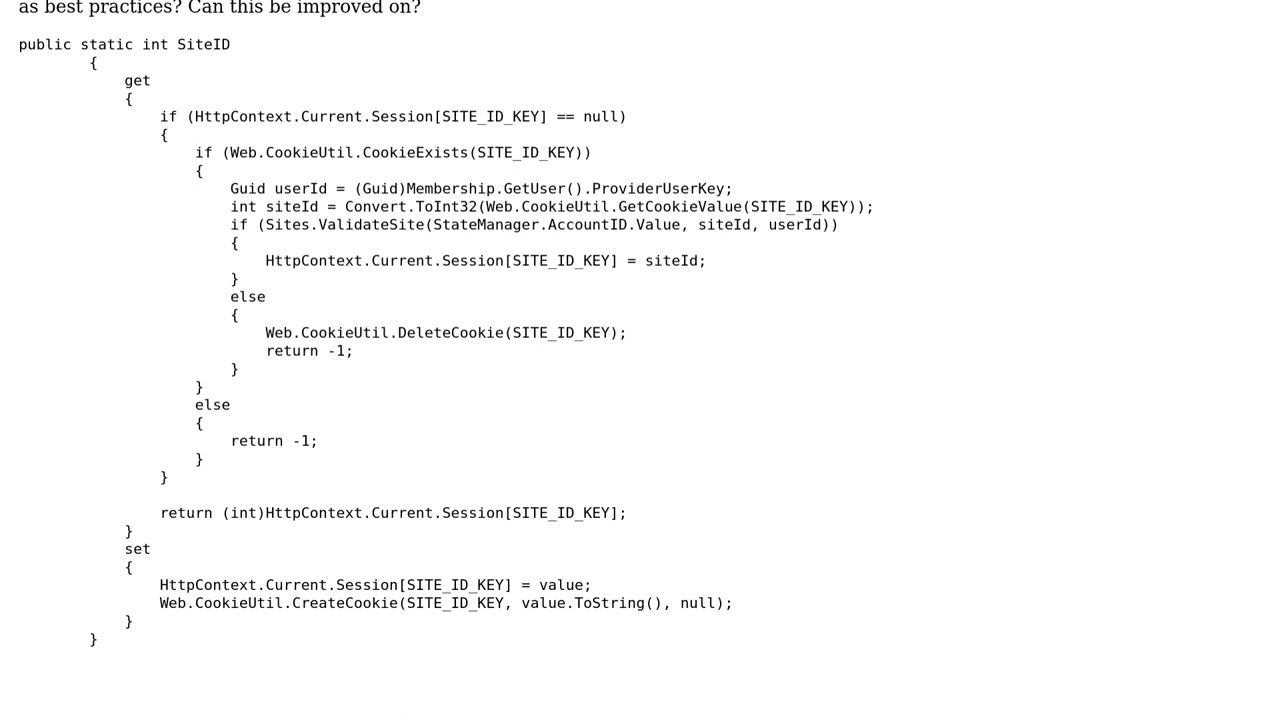 as best practices? Can this be improved on?
public static int SiteID
{
get
{
if (HttpContext.Current.Session[SITE_ID_KEY] == null)
{
if (Web.CookieUtil.CookieExists(SITE_ID_KEY))
{
Guid userId = (Guid)Membership.GetUser().ProviderUserKey;
int siteId = Convert.ToInt32(Web.CookieUtil.GetCookieValue(SITE_ID_KEY));
if (Sites.ValidateSite(StateManager.AccountID.Value, siteId, userId))
{
HttpContext.Current.Session[SITE_ID_KEY] = siteId;
}
else
{
Web.CookieUtil.DeleteCookie(SITE_ID_KEY);
return -1;
}
}
else
{
return -1;
}
}
return (int)HttpContext.Current.Session[SITE_ID_KEY];
}
set
{
HttpContext.Current.Session[SITE_ID_KEY] = value;
Web.CookieUtil.CreateCookie(SITE_ID_KEY, value.ToString(), null);
}
}